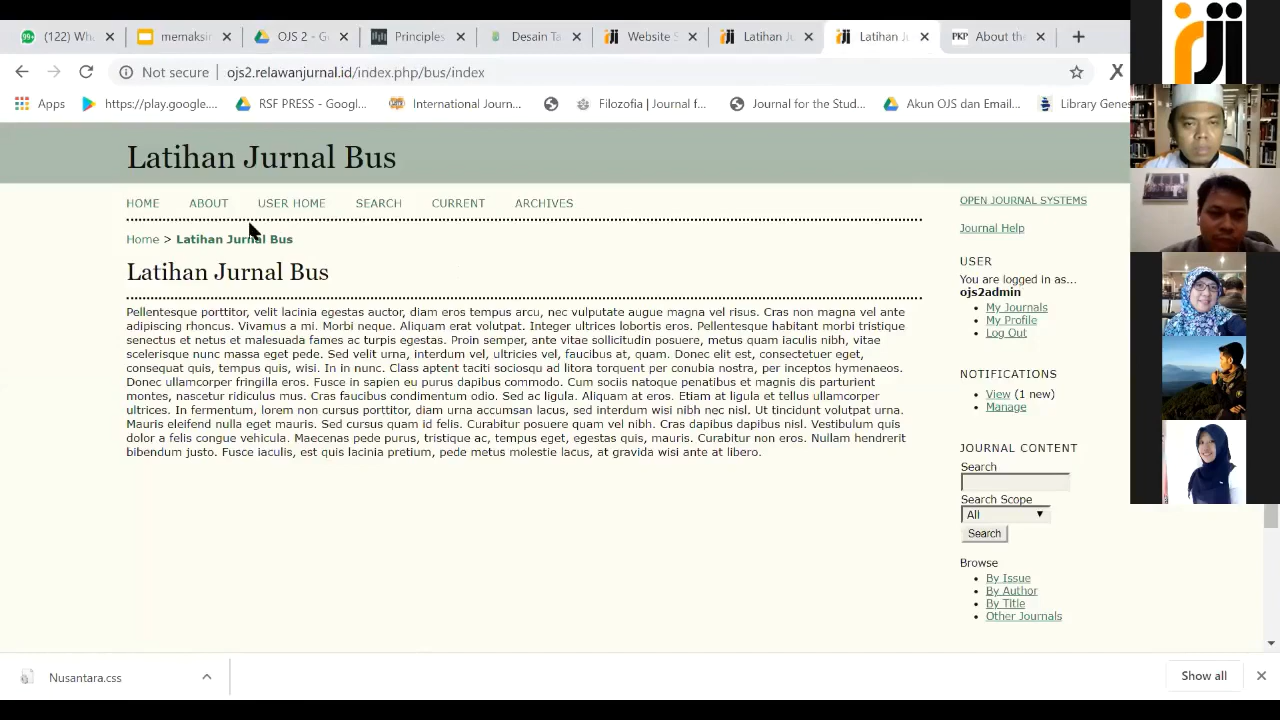 (122) Wh
memaksin
OJS 2 - G
Principles
Desain Ta
Website S
Latihan Ju
Latihan Ju
PKP
About the
Not secure
ojs2.relawanjurnal.id/index.php/bus/index
Apps
https://play.google....
RSF PRESS - Googl...
International Journ...
Filozofia | Journal f...
Journal for the Stud...
Akun OJS dan Email...
Library Genes
Latihan Jurnal Bus
HOME ABOUT USER HOME SEARCH CURRENT ARCHIVES
Home > Latihan Jurnal Bus
Latihan Jurnal Bus
Pellentesque porttitor, velit lacinia egestas auctor, diam eros tempus arcu, nec vulputate augue magna vel risus. Cras non magna vel ante
adipiscing rhoncus. Vivamus a mi. Morbi neque. Aliquam erat volutpat. Integer ultrices lobortis eros. Pellentesque habitant morbi tristique
senectus et netus et malesuada fames ac turpis egestas. Proin semper, ante vitae sollicitudin posuere, metus quam iaculis nibh, vitae
scelerisque nunc massa eget pede. Sed velit urna, interdum vel, ultricies vel, faucibus at, quam. Donec elit est, consectetuer eget,
consequat quis, tempus quis, wisi. In in nunc. Class aptent taciti sociosqu ad litora torquent per conubia nostra, per inceptos hymenaeos.
Donec ullamcorper fringilla eros. Fusce in sapien eu purus dapibus commodo. Cum sociis natoque penatibus et magnis dis parturient
montes, nascetur ridiculus mus. Cras faucibus condimentum odio. Sed ac ligula. Aliquam at eros. Etiam at ligula et tellus ullamcorper
ultrices. In fermentum, lorem non cursus porttitor, diam urna accumsan lacus, sed interdum wisi nibh nec nisl. Ut tincidunt volutpat urna.
Mauris eleifend nulla eget mauris. Sed cursus quam id felis. Curabitur posuere quam vel nibh. Cras dapibus dapibus nisl. Vestibulum quis
dolor a felis congue vehicula. Maecenas pede purus, tristique ac, tempus eget, egestas quis, mauris. Curabitur non eros. Nullam hendrerit
bibendum justo. Fusce iaculis, est quis lacinia pretium, pede metus molestie lacus, at gravida wisi ante at libero.
OPEN JOURNAL SYSTEMS
Journal Help
USER
You are logged in as...
ojs2admin
My Journals
My Profile
Log Out
NOTIFICATIONS
View (1 new)
Manage
JOURNAL CONTENT
Search
Search Scope
All
Search
Browse
By Issue
By Author
By Title
Other Journals
rji
Nusantara.css
Show all